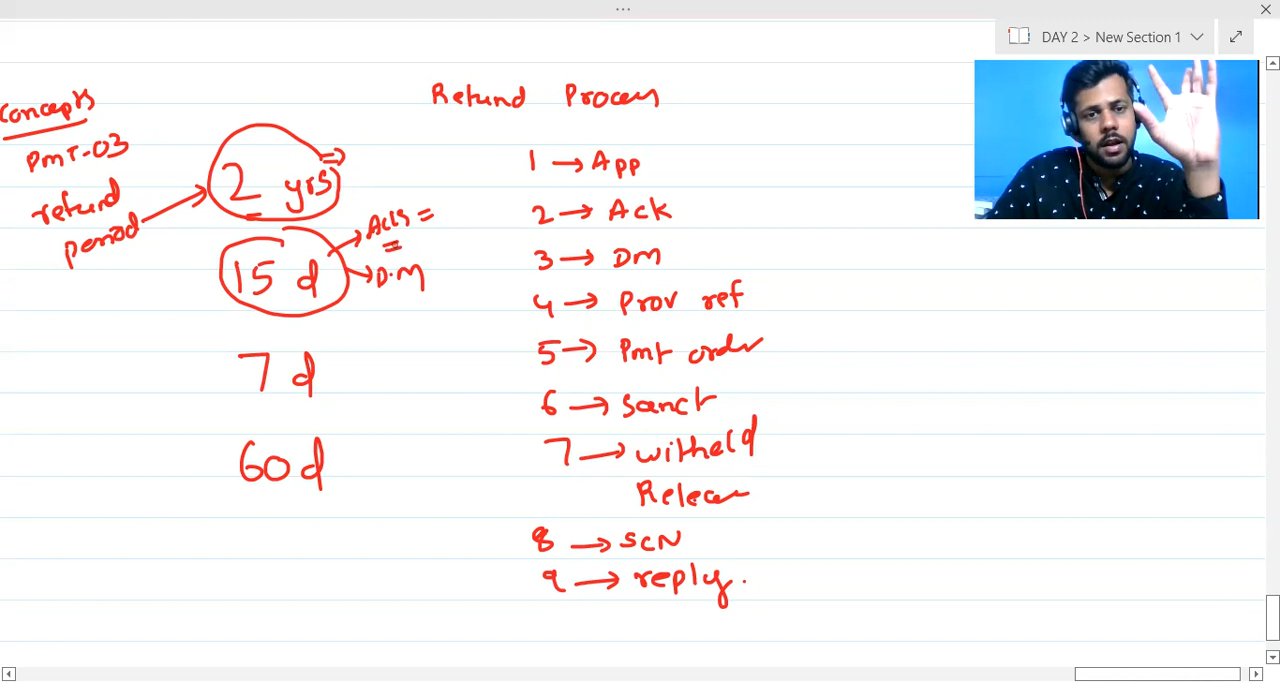 DAY 2 > New Section 1
Concepts
PMT-03
refund
period
2 yrs
15 d
Ack =
D.M
7 d
60 d
Refund Process
1 → App
2 → Ack
3 → DM
4 → Prov ref
5 → Pmt order
6 → Sanct
7 → witheld
Release
8 → SCN
9 → reply.